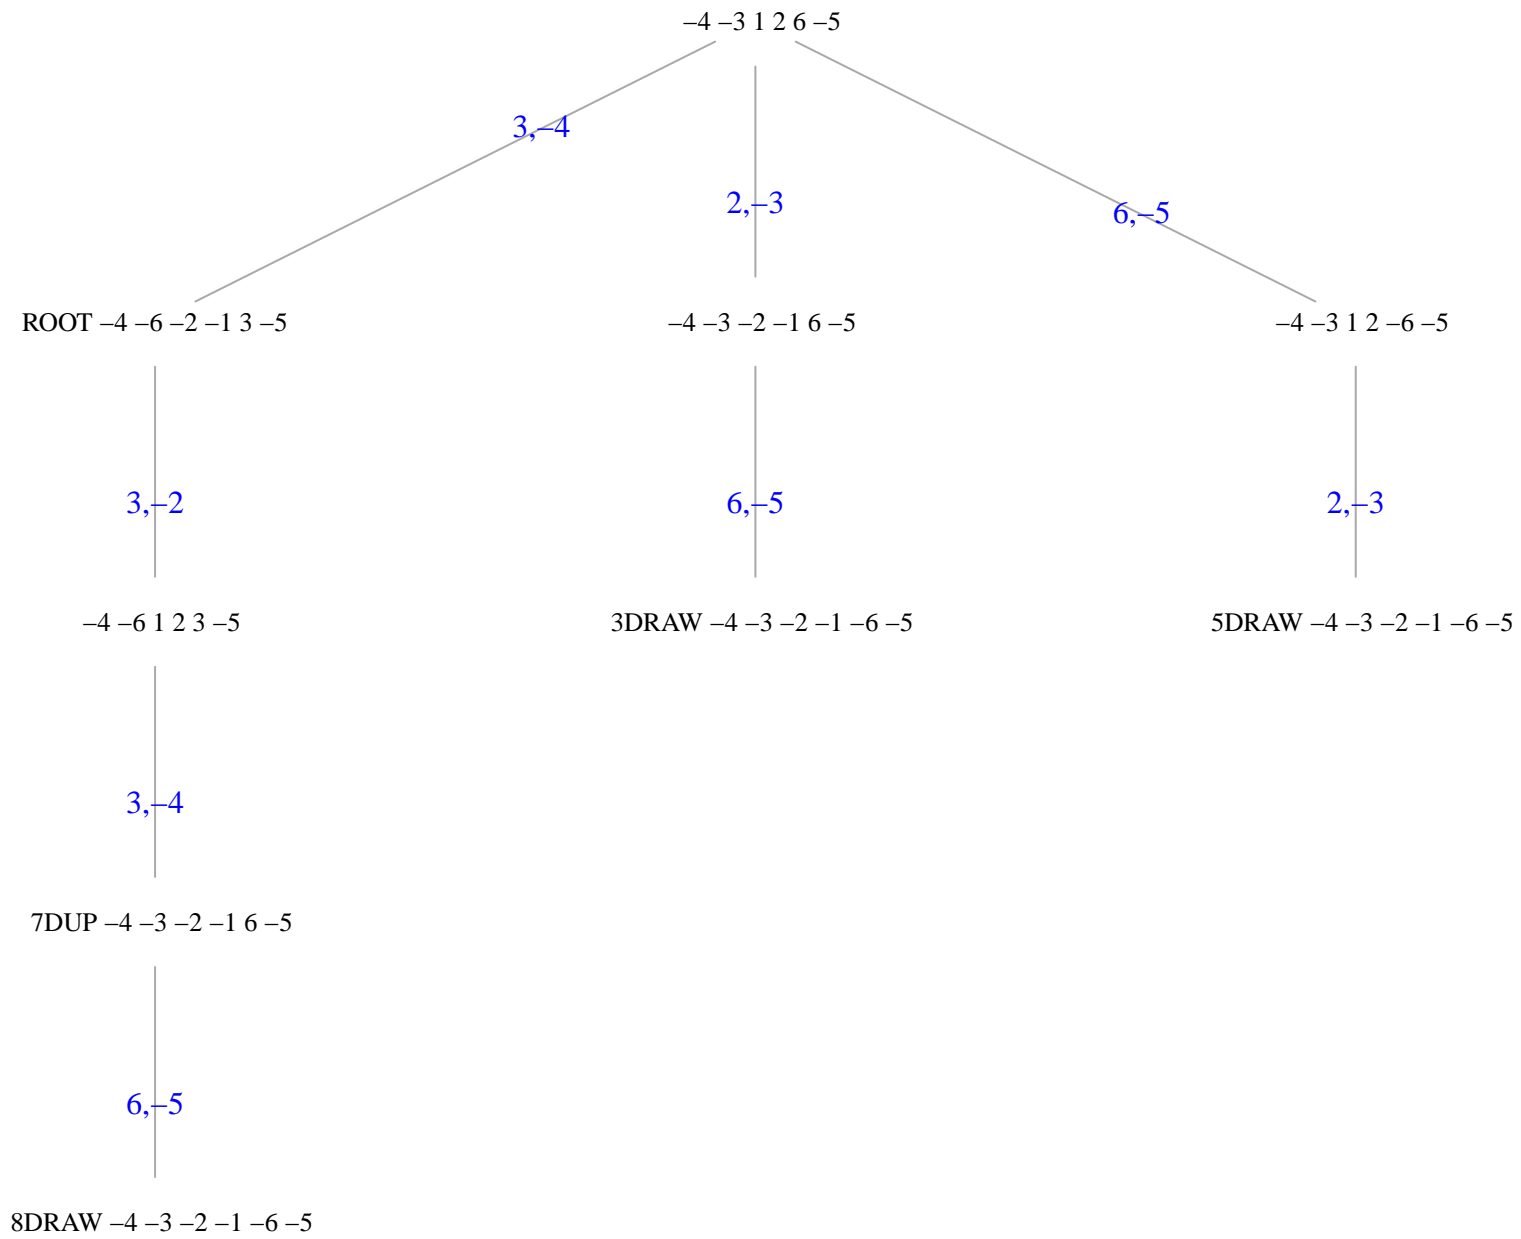 –4 –3 1 2 6 –5
3,–4
2,–3
6,–5
ROOT –4 –6 –2 –1 3 –5
–4 –3 –2 –1 6 –5
–4 –3 1 2 –6 –5
3,–2
6,–5
2,–3
–4 –6 1 2 3 –5
3DRAW –4 –3 –2 –1 –6 –5
5DRAW –4 –3 –2 –1 –6 –5
3,–4
7DUP –4 –3 –2 –1 6 –5
6,–5
8DRAW –4 –3 –2 –1 –6 –5